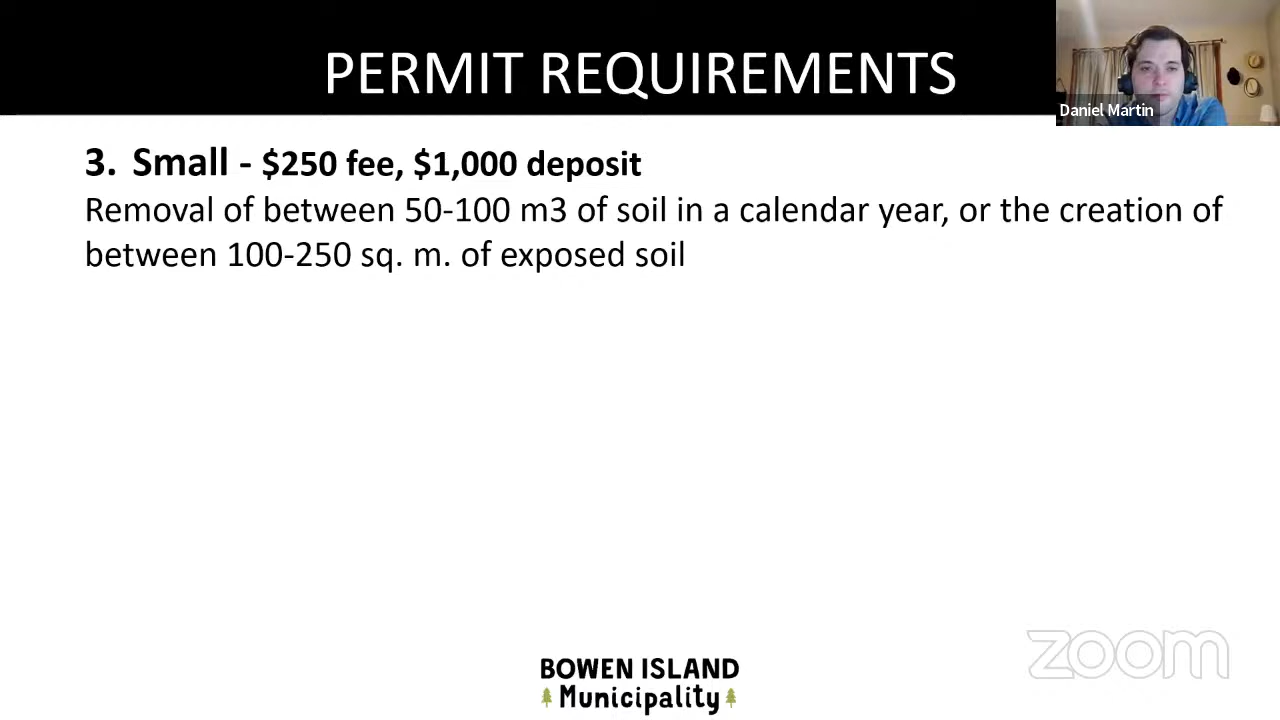 PERMIT REQUIREMENTS
Daniel Martin
3. Small - $250 fee, $1,000 deposit
Removal of between 50-100 m3 of soil in a calendar year, or the creation of
between 100-250 sq. m. of exposed soil
zoom
BOWEN ISLAND
Municipality